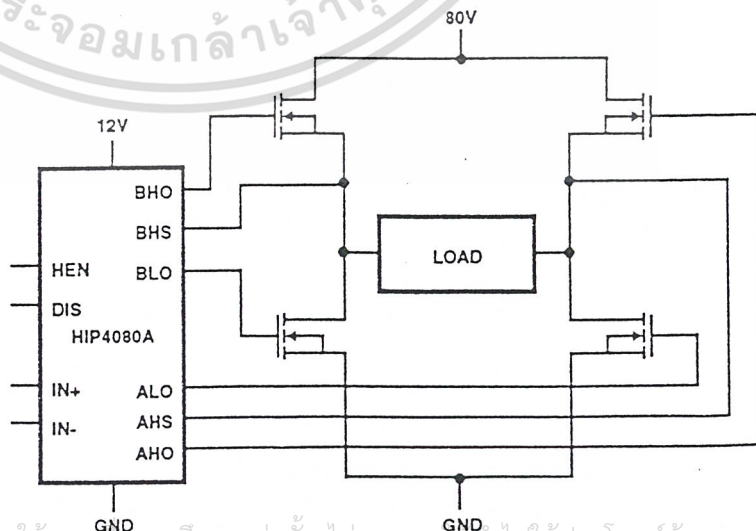 ระจอมเกล้าเจ้า
80V
12V
BHO
BHS
BLO
HEN
DIS
HIP4080A
IN+
IN-
ALO
AHS
AHO
LOAD
GND
GND